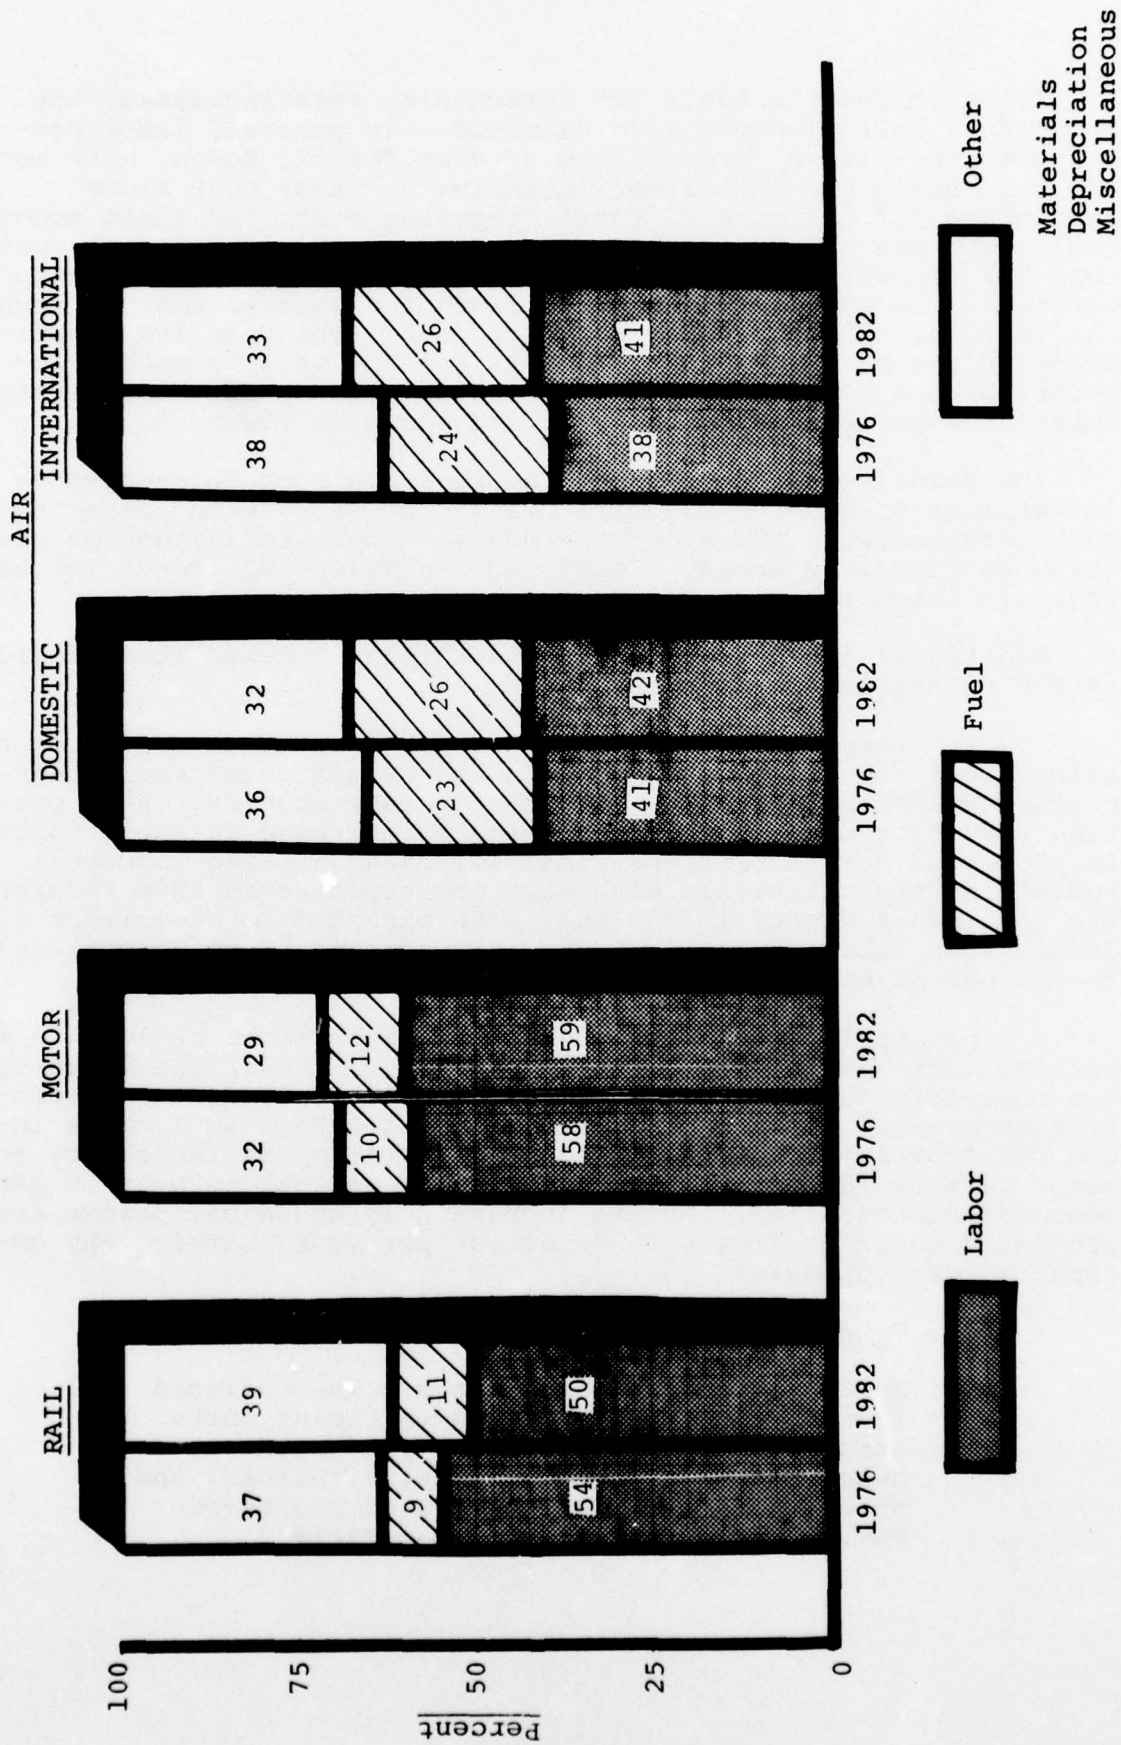 AIR
RAIL MOTOR DOMESTIC INTERNATIONAL
100
75
50
25
0
Percent
37 39 32 29 36 32 38 33
9 11 10 12 23 26 24 26
54 50 58 59 41 42 38 41
1976 1982 1976 1982 1976 1982 1976 1982
Labor Fuel Other
Materials
Depreciation
Miscellaneous